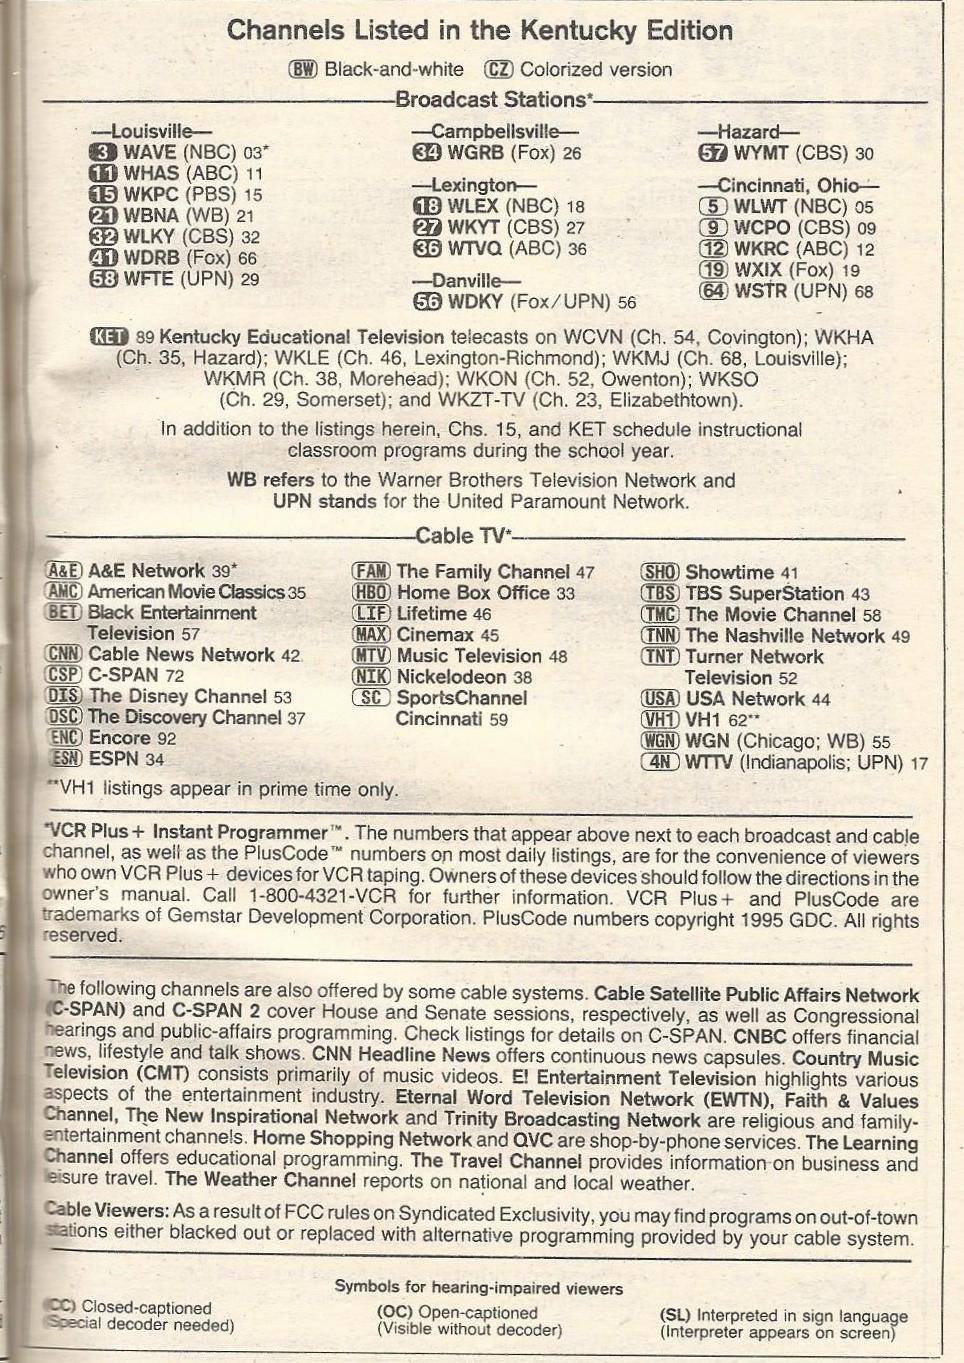 Channels Listed in the Kentucky Edition
BW Black-and-white CZ Colorized version
Broadcast Stations*
—Louisville—
3 WAVE (NBC) 03*
11 WHAS (ABC) 11
15 WKPC (PBS) 15
21 WBNA (WB) 21
32 WLKY (CBS) 32
41 WDRB (Fox) 66
58 WFTE (UPN) 29
—Campbellsville—
34 WGRB (Fox) 26
—Lexington—
18 WLEX (NBC) 18
27 WKYT (CBS) 27
36 WTVQ (ABC) 36
—Danville—
56 WDKY (Fox/UPN) 56
—Hazard—
57 WYMT (CBS) 30
—Cincinnati, Ohio—
5 WLWT (NBC) 05
9 WCPO (CBS) 09
12 WKRC (ABC) 12
19 WXIX (Fox) 19
64 WSTR (UPN) 68
KET 89 Kentucky Educational Television telecasts on WCVN (Ch. 54, Covington); WKHA
(Ch. 35, Hazard); WKLE (Ch. 46, Lexington-Richmond); WKMJ (Ch. 68, Louisville);
WKMR (Ch. 38, Morehead); WKON (Ch. 52, Owenton); WKSO
(Ch. 29, Somerset); and WKZT-TV (Ch. 23, Elizabethtown).
In addition to the listings herein, Chs. 15, and KET schedule instructional
classroom programs during the school year.
WB refers to the Warner Brothers Television Network and
UPN stands for the United Paramount Network.
Cable TV*
A&E A&E Network 39*
AMC American Movie Classics 35
BET Black Entertainment
Television 57
CNN Cable News Network 42
CSP C-SPAN 72
DIS The Disney Channel 53
DSC The Discovery Channel 37
ENC Encore 92
ESN ESPN 34
FAM The Family Channel 47
HBO Home Box Office 33
LIF Lifetime 46
MAX Cinemax 45
MTV Music Television 48
NIK Nickelodeon 38
SC SportsChannel
Cincinnati 59
SHO Showtime 41
TBS TBS SuperStation 43
TMC The Movie Channel 58
TNN The Nashville Network 49
TNT Turner Network
Television 52
USA USA Network 44
VH1 VH1 62**
WGN WGN (Chicago; WB) 55
4N WTTV (Indianapolis; UPN) 17
**VH1 listings appear in prime time only.
*VCR Plus+ Instant Programmer™. The numbers that appear above next to each broadcast and cable
channel, as well as the PlusCode™ numbers on most daily listings, are for the convenience of viewers
who own VCR Plus+ devices for VCR taping. Owners of these devices should follow the directions in the
owner's manual. Call 1-800-4321-VCR for further information. VCR Plus+ and PlusCode are
trademarks of Gemstar Development Corporation. PlusCode numbers copyright 1995 GDC. All rights
reserved.
The following channels are also offered by some cable systems. Cable Satellite Public Affairs Network
(C-SPAN) and C-SPAN 2 cover House and Senate sessions, respectively, as well as Congressional
hearings and public-affairs programming. Check listings for details on C-SPAN. CNBC offers financial
news, lifestyle and talk shows. CNN Headline News offers continuous news capsules. Country Music
Television (CMT) consists primarily of music videos. E! Entertainment Television highlights various
aspects of the entertainment industry. Eternal Word Television Network (EWTN), Faith & Values
Channel, The New Inspirational Network and Trinity Broadcasting Network are religious and family-
entertainment channels. Home Shopping Network and QVC are shop-by-phone services. The Learning
Channel offers educational programming. The Travel Channel provides information on business and
leisure travel. The Weather Channel reports on national and local weather.
Cable Viewers: As a result of FCC rules on Syndicated Exclusivity, you may find programs on out-of-town
stations either blacked out or replaced with alternative programming provided by your cable system.
Symbols for hearing-impaired viewers
(CC) Closed-captioned
(Special decoder needed)
(OC) Open-captioned
(Visible without decoder)
(SL) Interpreted in sign language
(Interpreter appears on screen)